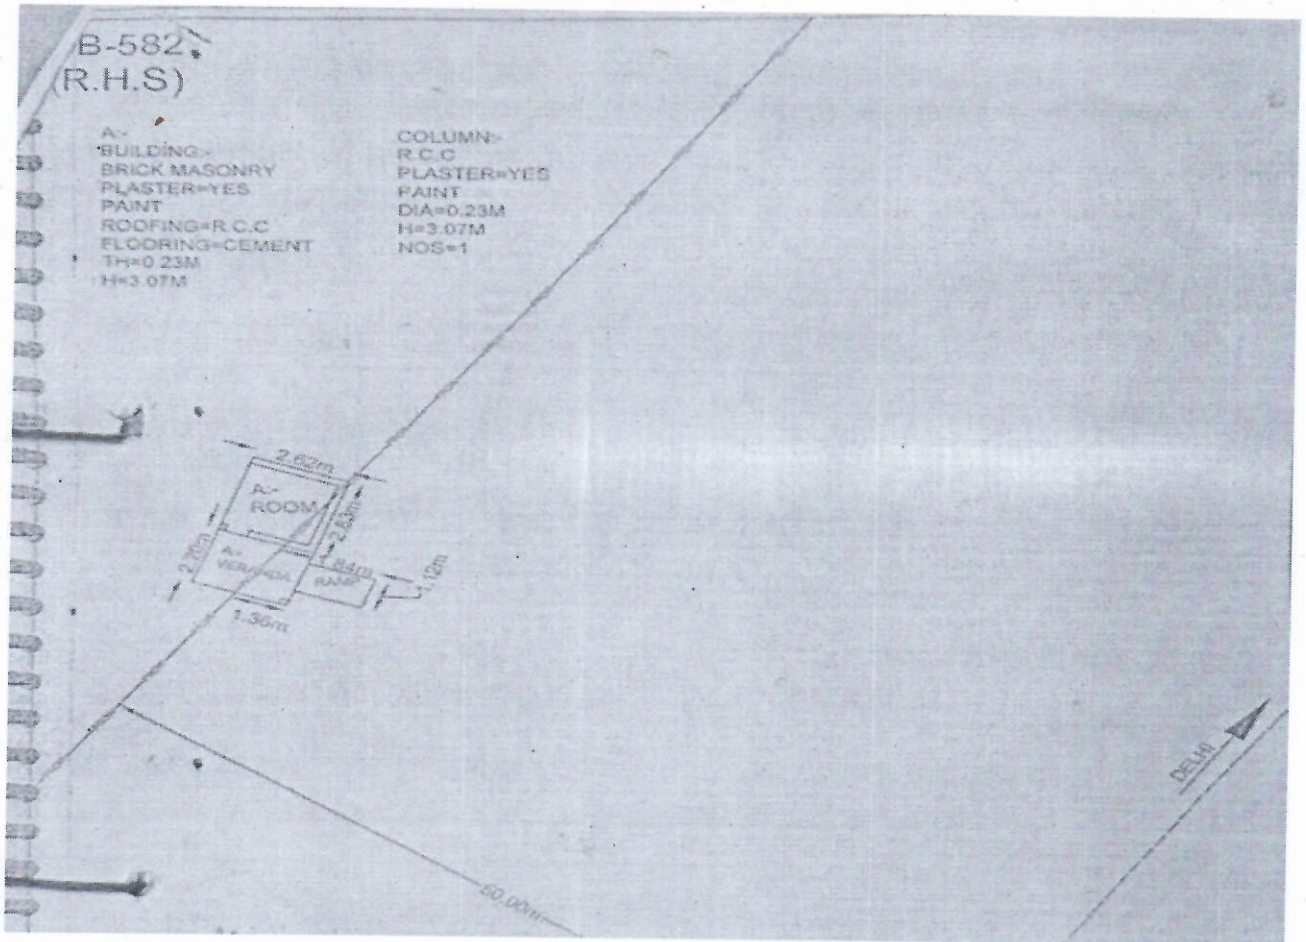 B-582
(R.H.S)
A:-
BUILDING:-
BRICK MASONRY
PLASTER=YES
PAINT
ROOFING=R.C.C
FLOORING=CEMENT
TH=0.23M
H=3.07M
COLUMN:-
R.C.C
PLASTER=YES
PAINT
DIA=0.23M
H=3.07M
NOS=1
2.62m
A:-
ROOM
2.83m
2.20m
A:-
VERANDA
.84m
RAMP
1.12m
1.36m
DELHI
50.00m